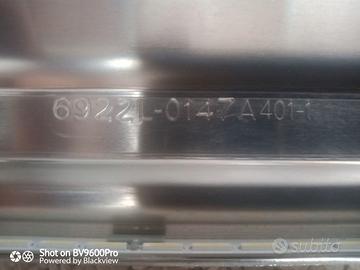 6922L-0147A401-1
Shot on BV9600Pro
Powered by Blackview
subito